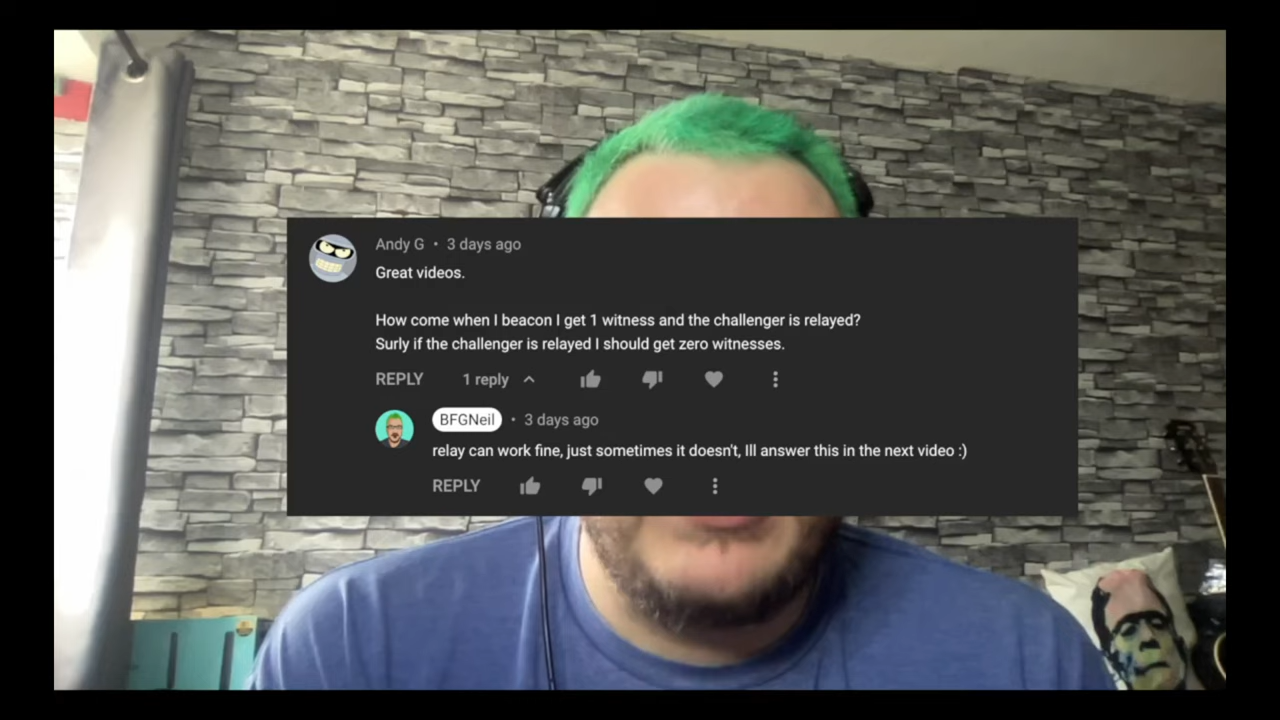 Andy G • 3 days ago
Great videos.
How come when I beacon I get 1 witness and the challenger is relayed?
Surly if the challenger is relayed I should get zero witnesses.
REPLY 1 reply
BFGNeil • 3 days ago
relay can work fine, just sometimes it doesn't, Ill answer this in the next video :)
REPLY